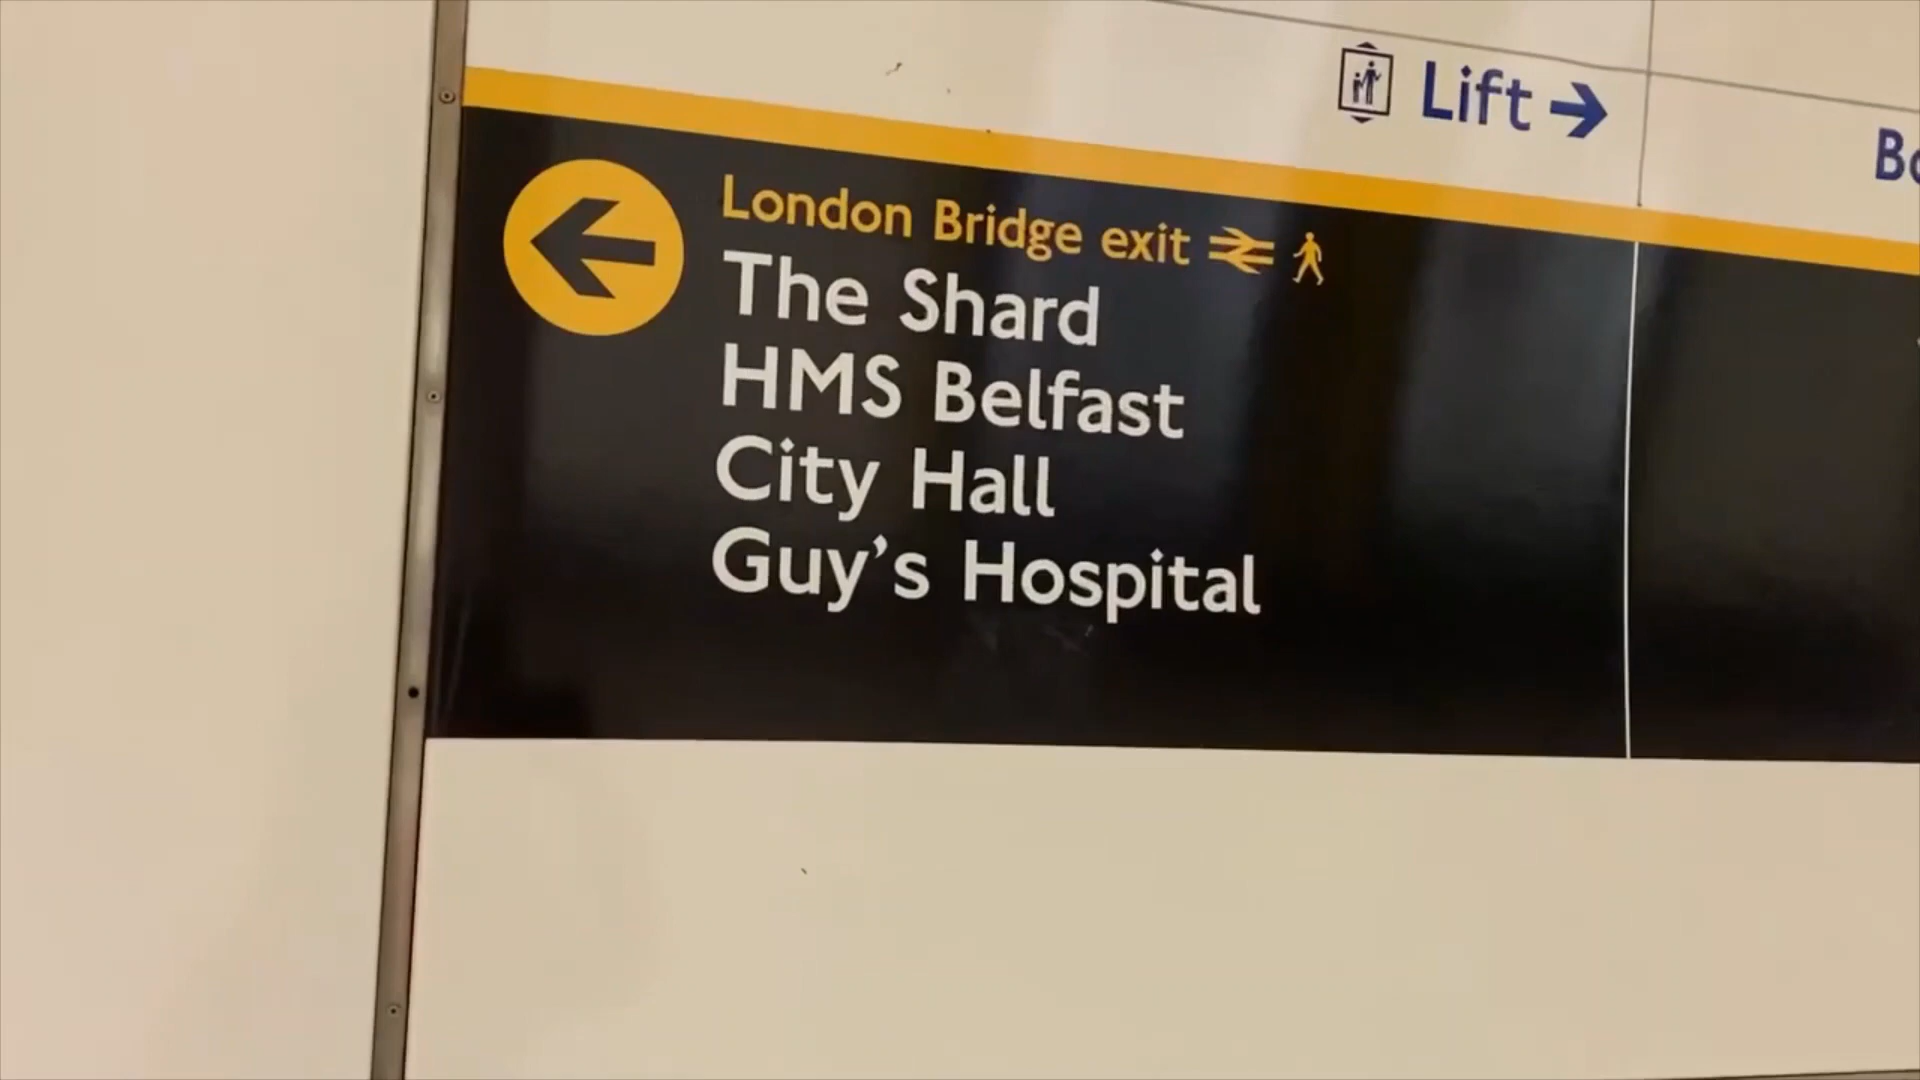 Lift
London Bridge exit
The Shard
HMS Belfast
City Hall
Guy's Hospital